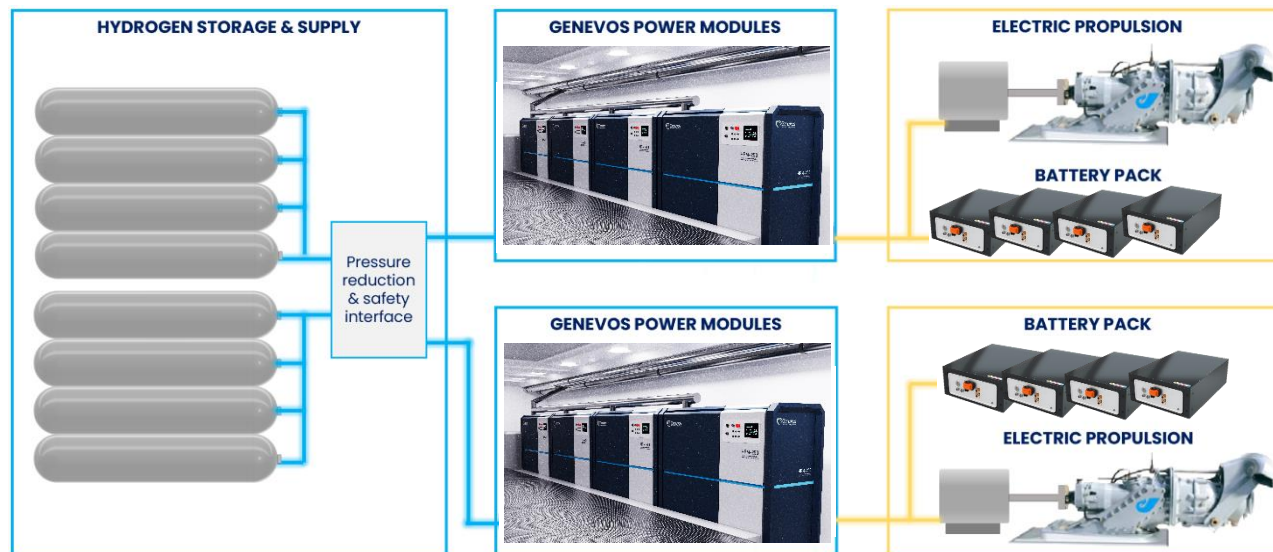 HYDROGEN STORAGE & SUPPLY
Pressure
reduction
& safety
interface
GENEVOS POWER MODULES
ELECTRIC PROPULSION
BATTERY PACK
GENEVOS POWER MODULES
BATTERY PACK
ELECTRIC PROPULSION